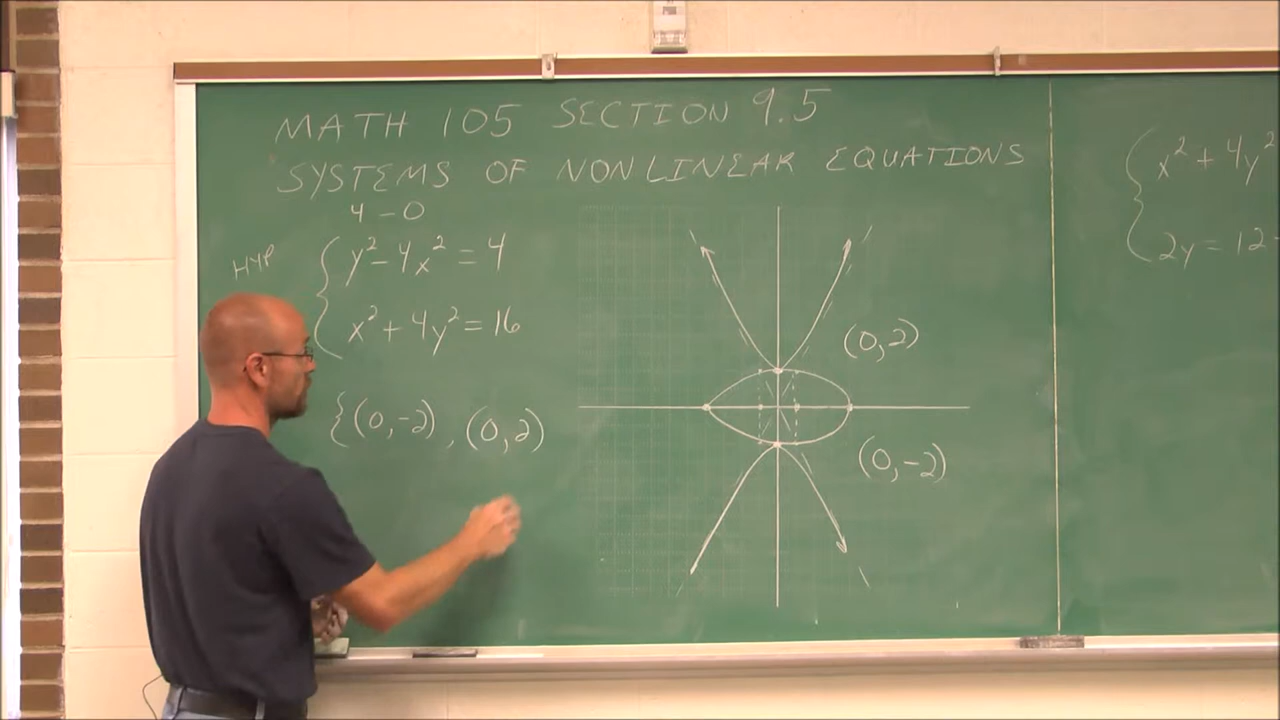 MATH 105 SECTION 9.5
SYSTEMS OF NONLINEAR EQUATIONS
4 - 0
HYP
y² - 4x² = 4
x² + 4y² = 16
{(0,-2), (0,2)
(0,2)
(0,-2)
{x² + 4y²
2y = 12 -